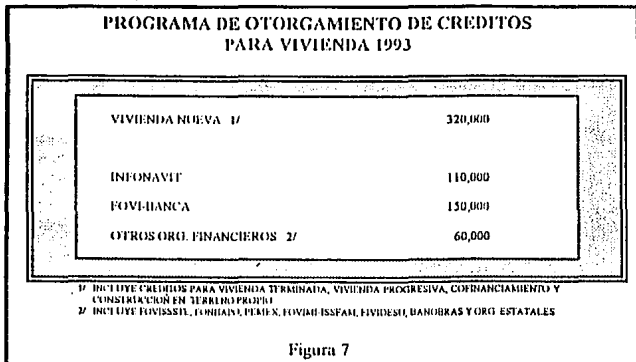 PROGRAMA DE OTORGAMIENTO DE CREDITOS
PARA VIVIENDA 1993
VIVIENDA NUEVA 1/ 320,000
INFONAVIT 110,000
FOVI-BANCA 150,000
OTROS ORG. FINANCIEROS 2/ 60,000
1/ INCLUYE CREDITOS PARA VIVIENDA TERMINADA, VIVIENDA PROGRESIVA, COFINANCIAMIENTO Y
CONSTRUCCION EN TERRENO PROPIO
2/ INCLUYE FOVISSSTE, FONHAPO, PEMEX, FOVIMI-ISSFAM, FIVIDESU, BANOBRAS Y ORG ESTATALES
Figura 7